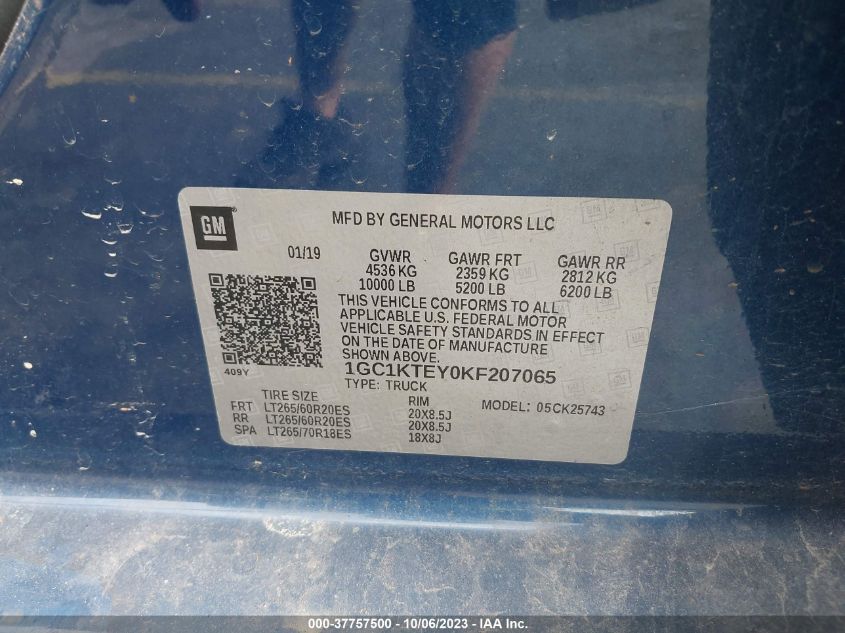 GM
MFD BY GENERAL MOTORS LLC
01/19 GVWR GAWR FRT GAWR RR
4536 KG 2359 KG 2812 KG
10000 LB 5200 LB 6200 LB
THIS VEHICLE CONFORMS TO ALL
APPLICABLE U.S. FEDERAL MOTOR
VEHICLE SAFETY STANDARDS IN EFFECT
ON THE DATE OF MANUFACTURE
SHOWN ABOVE.
409Y
1GC1KTEY0KF207065
TYPE: TRUCK
TIRE SIZE RIM MODEL: 05CK25743
FRT LT265/60R20ES 20X8.5J
RR LT265/60R20ES 20X8.5J
SPA LT265/70R18ES 18X8J
000-37757500 - 10/06/2023 - IAA Inc.